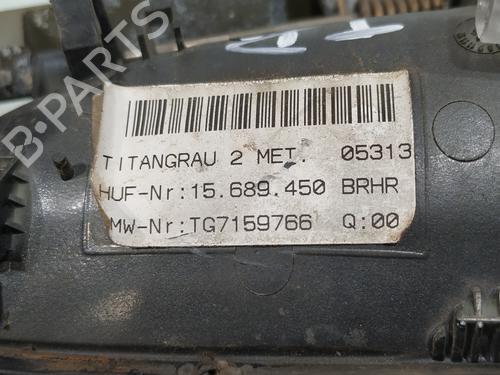 TITANGRAU 2 MET. 05313
HUF-Nr:15.689.450 BRHR
MW-Nr:TG7159766 Q:00
B-PARTS